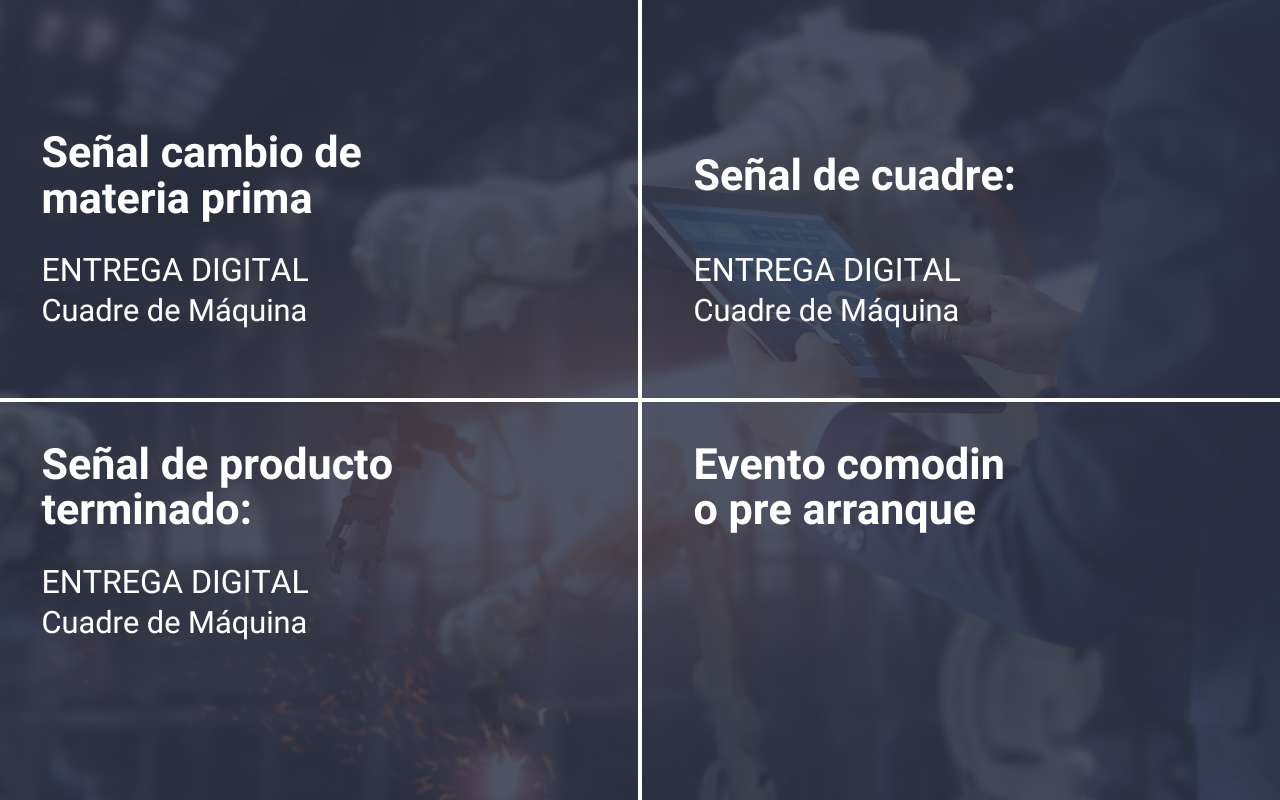 Señal cambio de
materia prima
ENTREGA DIGITAL
Cuadre de Máquina
Señal de cuadre:
ENTREGA DIGITAL
Cuadre de Máquina
Señal de producto
terminado:
ENTREGA DIGITAL
Cuadre de Máquina
Evento comodin
o pre arranque